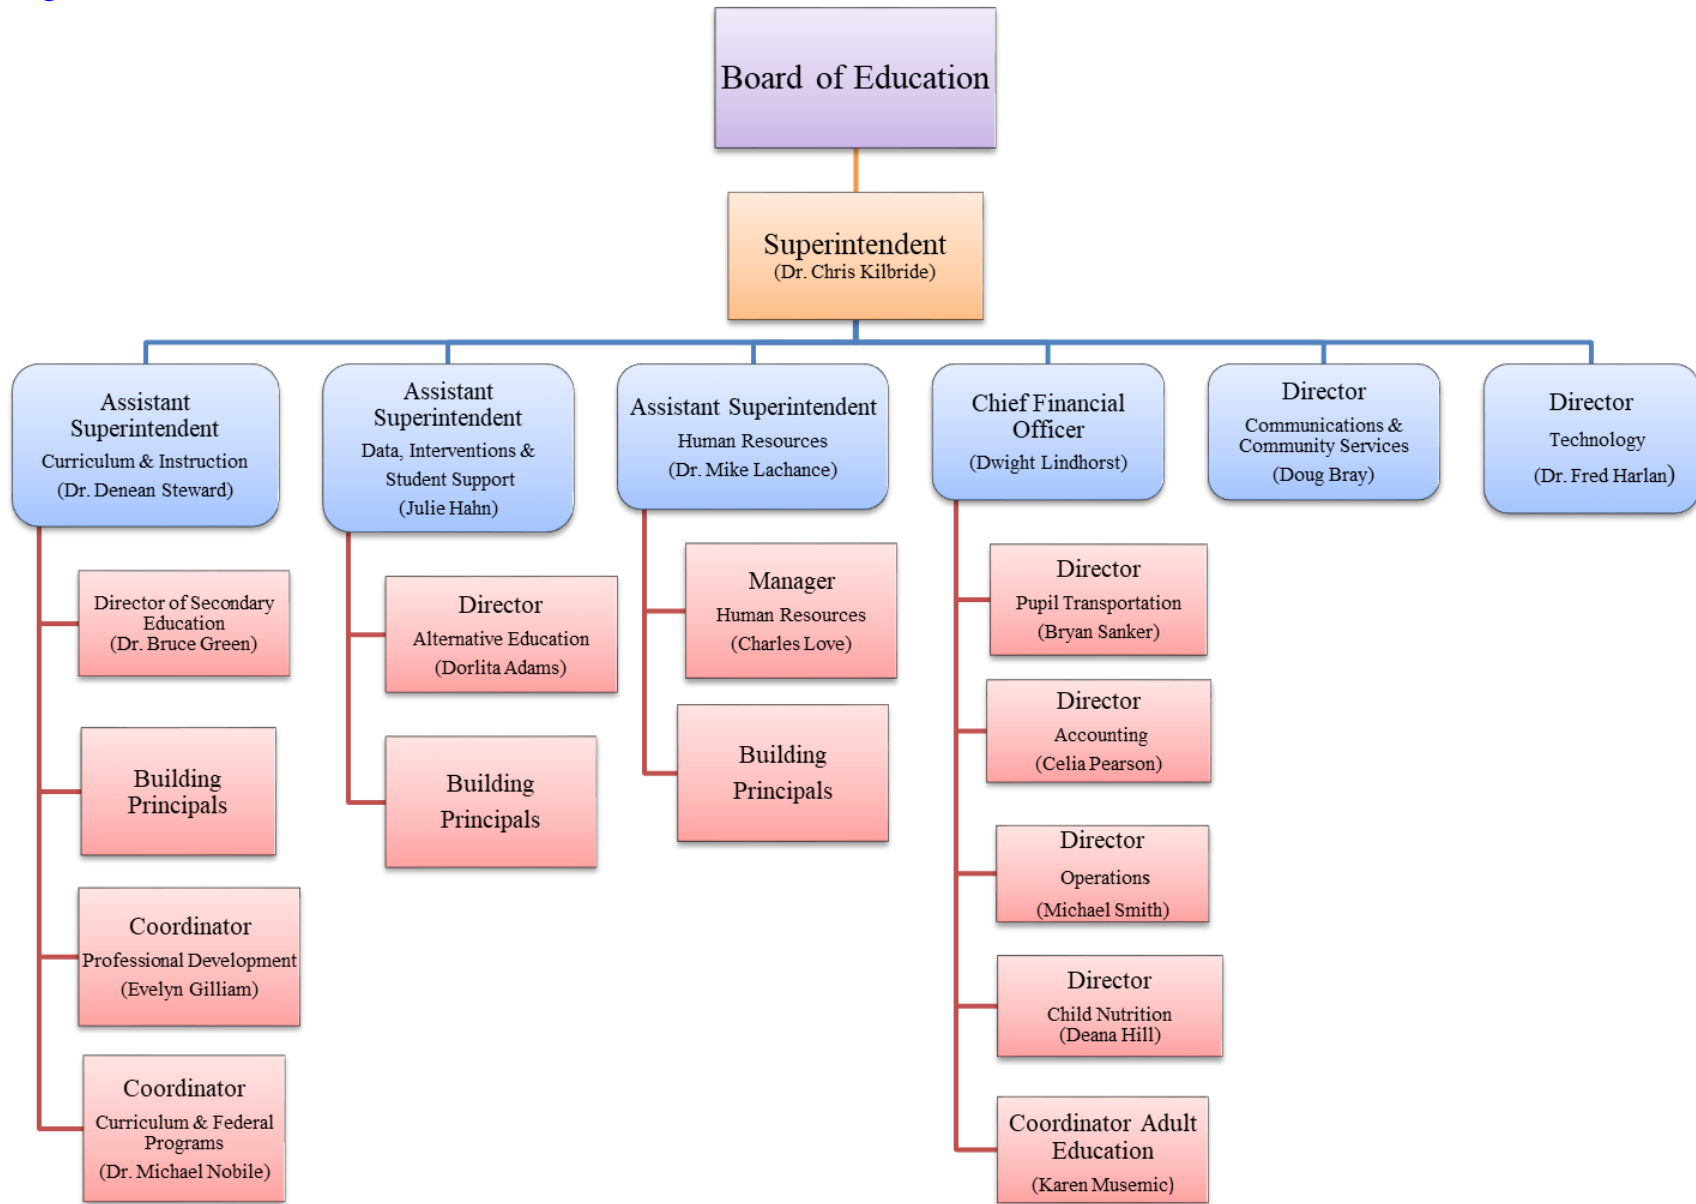 Board of Education
Superintendent
(Dr. Chris Kilbride)
Assistant
Superintendent
Curriculum & Instruction
(Dr. Denean Steward)
Assistant
Superintendent
Data, Interventions &
Student Support
(Julie Hahn)
Assistant Superintendent
Human Resources
(Dr. Mike Lachance)
Chief Financial
Officer
(Dwight Lindhorst)
Director
Communications &
Community Services
(Doug Bray)
Director
Technology
(Dr. Fred Harlan)
Director of Secondary
Education
(Dr. Bruce Green)
Building
Principals
Coordinator
Professional Development
(Evelyn Gilliam)
Coordinator
Curriculum & Federal
Programs
(Dr. Michael Nobile)
Director
Alternative Education
(Dorlita Adams)
Building
Principals
Manager
Human Resources
(Charles Love)
Building
Principals
Director
Pupil Transportation
(Bryan Sanker)
Director
Accounting
(Celia Pearson)
Director
Operations
(Michael Smith)
Director
Child Nutrition
(Deana Hill)
Coordinator Adult
Education
(Karen Musemic)